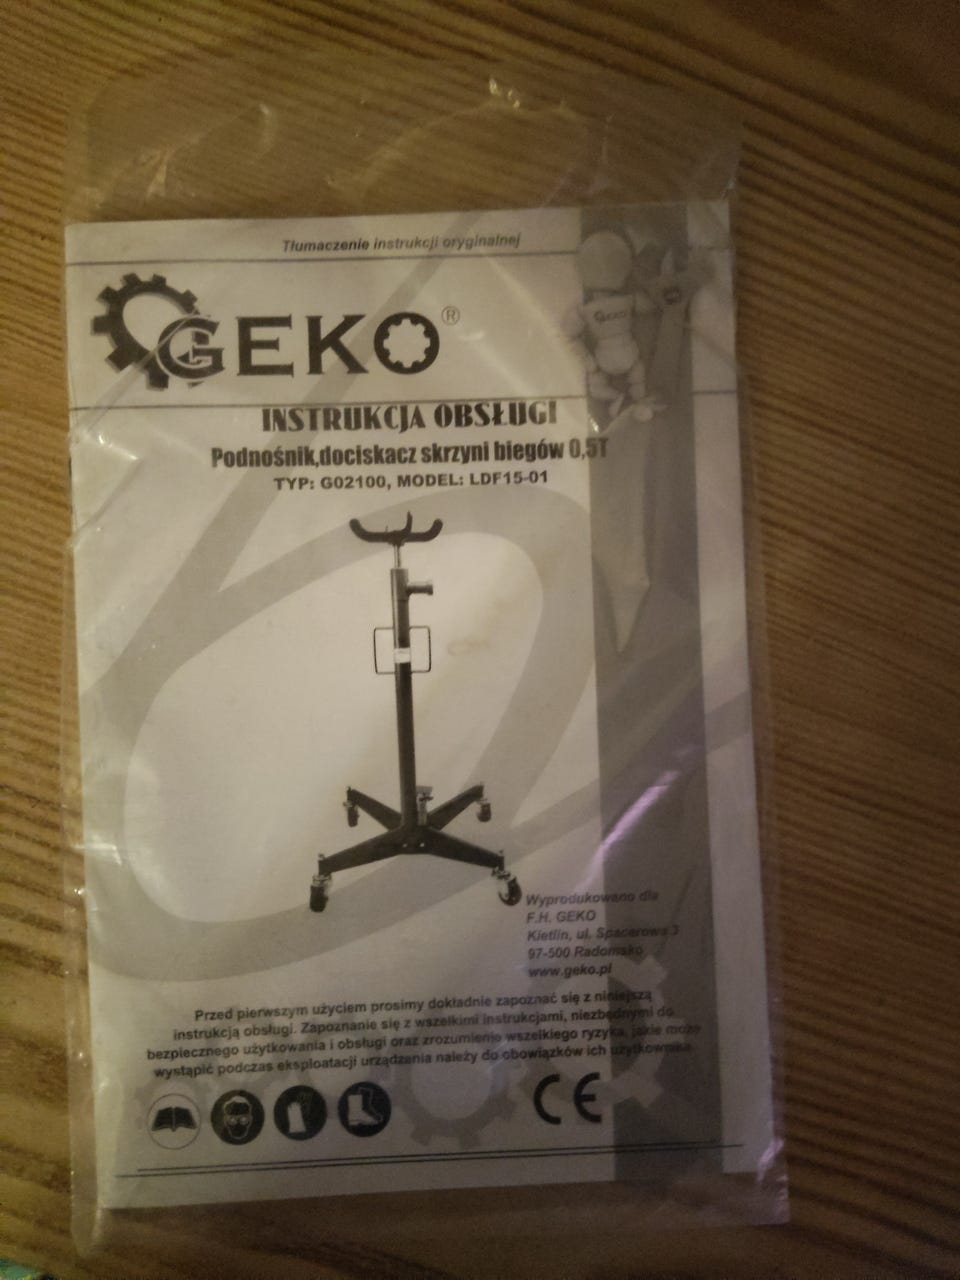 Tłumaczenie instrukcji oryginalnej
GEKO®
GEKO
INSTRUKCJA OBSŁUGI
Podnośnik,dociskacz skrzyni biegów 0,5T
TYP: G02100, MODEL: LDF15-01
Wyprodukowano dla
F.H. GEKO
Kietlin, ul. Spacerowa 3
97-500 Radomsko
www.geko.pl
Przed pierwszym użyciem prosimy dokładnie zapoznać się z niniejszą
instrukcją obsługi. Zapoznanie się z wszelkimi instrukcjami, niezbędnymi do
bezpiecznego użytkowania i obsługi oraz zrozumienie wszelkiego ryzyka, jakie może
wystąpić podczas eksploatacji urządzenia należy do obowiązków ich użytkownika.
CE